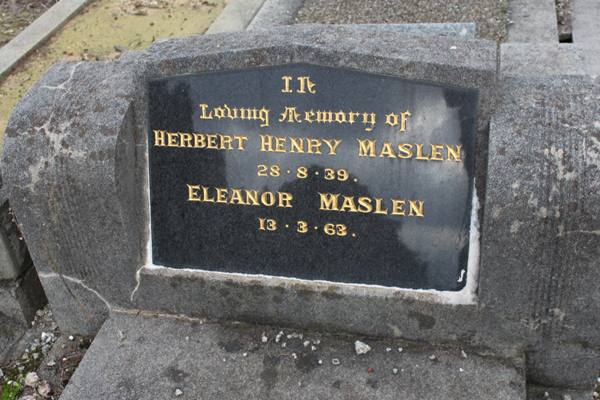 In
Loving Memory of
HERBERT HENRY MASLEN
28·8·39.
ELEANOR MASLEN
13·3·63.